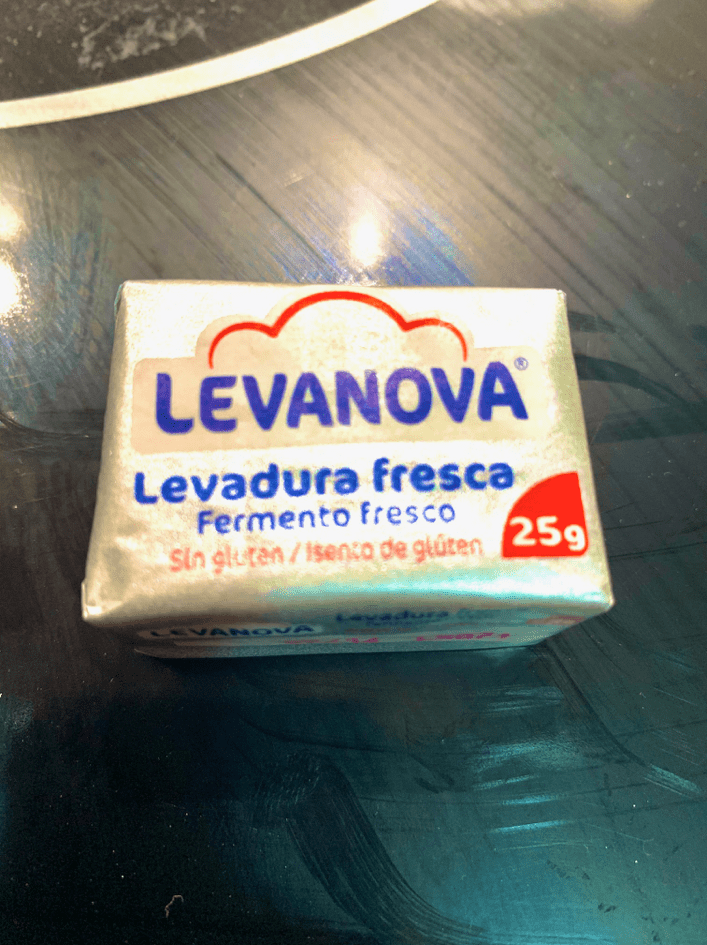 LEVANOVA®
Levadura fresca
Fermento fresco
Sin gluten / Isento de glúten
25g
LEVANOVA
Levadura